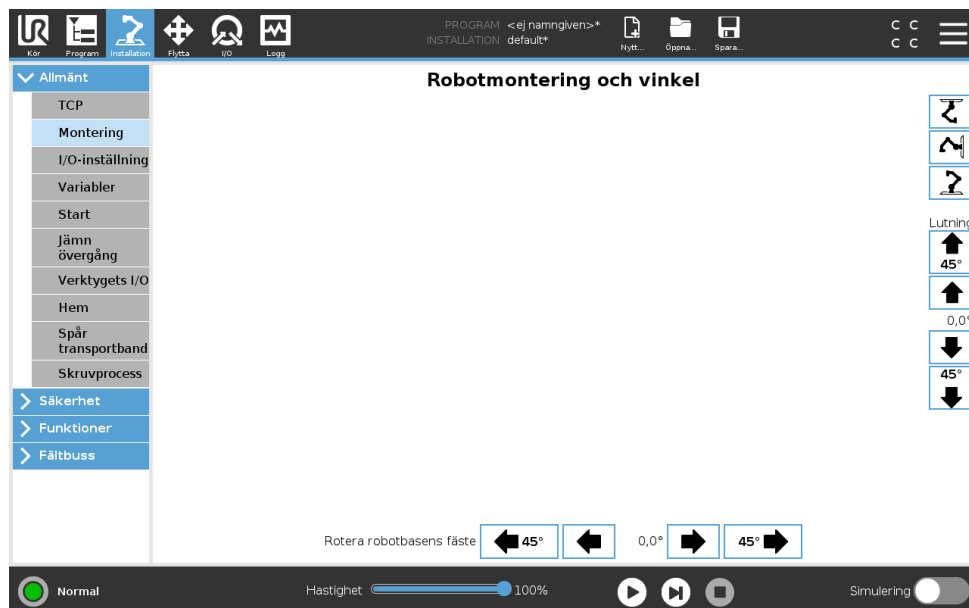 UR
Kör
Program
Installation
Flytta
I/O
Logg
PROGRAM <ej namngiven>*
INSTALLATION default*
Nytt...
Öppna...
Spara...
C C
C C
Allmänt
TCP
Montering
I/O-inställning
Variabler
Start
Jämn
övergång
Verktygets I/O
Hem
Spår
transportband
Skruvprocess
Säkerhet
Funktioner
Fältbuss
Robotmontering och vinkel
Lutning
45°
0,0°
45°
Rotera robotbasens fäste 45° 0,0° 45°
Normal
Hastighet 100%
Simulering